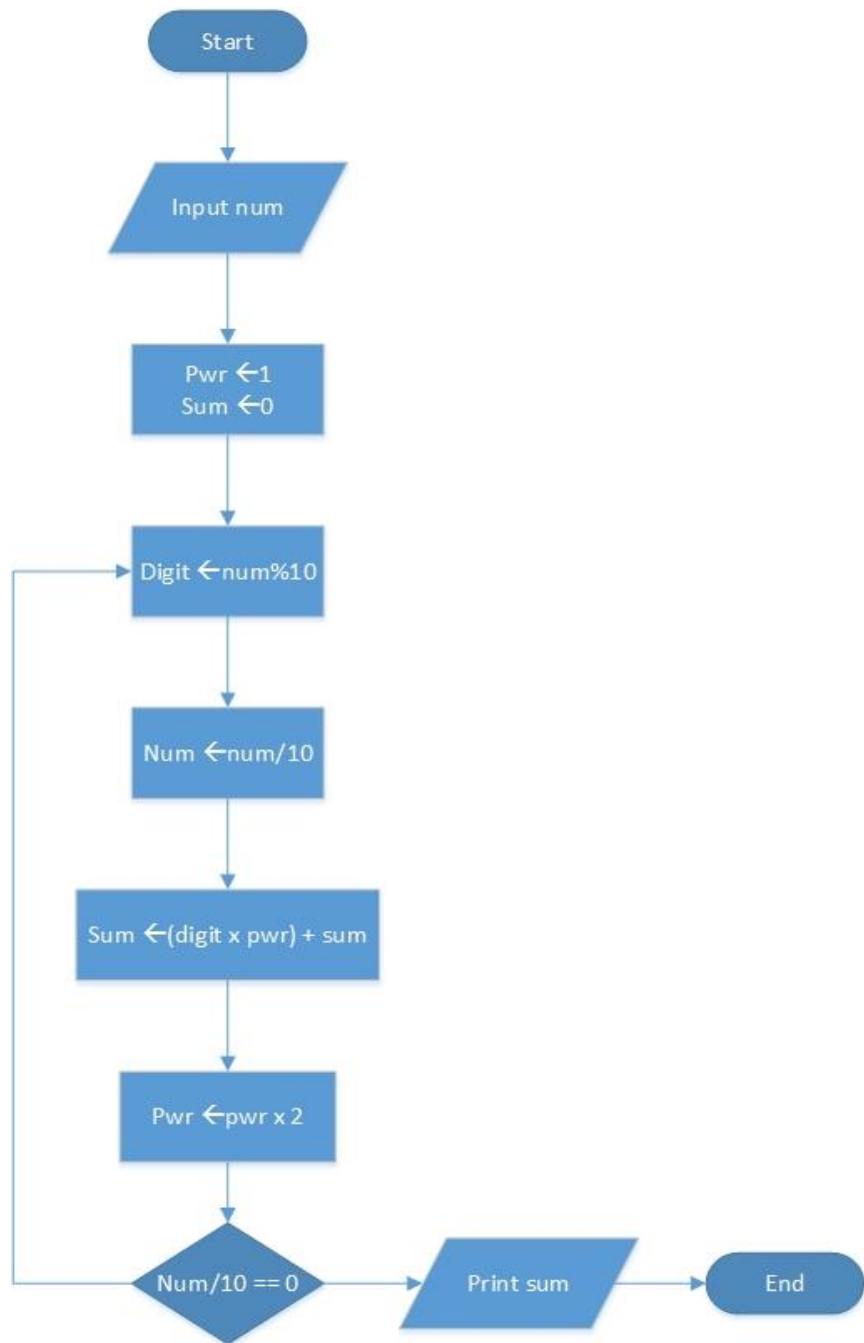 Start
Input num
Pwr ←1
Sum ←0
Digit ←num%10
Num ←num/10
Sum ←(digit x pwr) + sum
Pwr ←pwr x 2
Num/10 == 0
Print sum
End